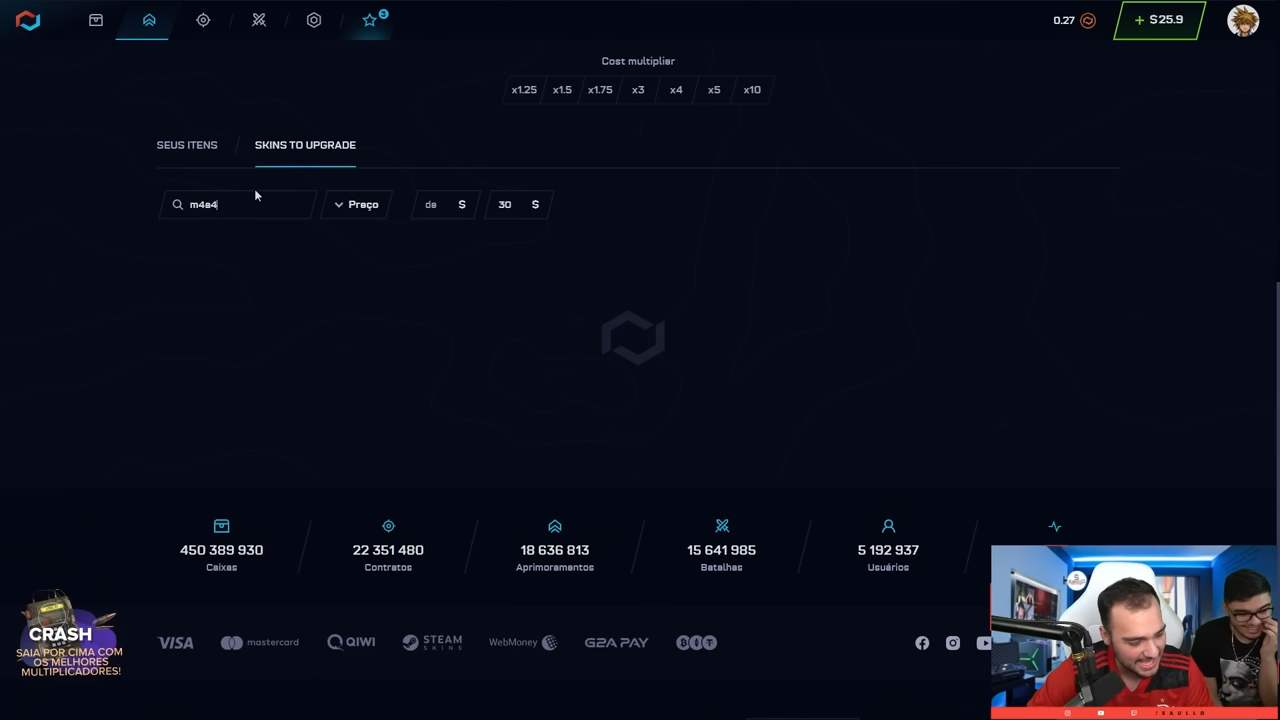 3
0.27
+ $25.9
Cost multiplier
x1.25 x1.5 x1.75 x3 x4 x5 x10
SEUS ITENS
SKINS TO UPGRADE
m4a4
Preço
de $
30 $
450 389 930
22 351 480
18 636 813
15 641 985
5 192 937
Caixas
Contratos
Aprimoramentos
Batalhas
Usuários
CRASH
SAIA POR CIMA COM
OS MELHORES
MULTIPLICADORES!
VISA
mastercard
QIWI
STEAM
SKINS
WebMoney
G2A PAY
/SAULLO